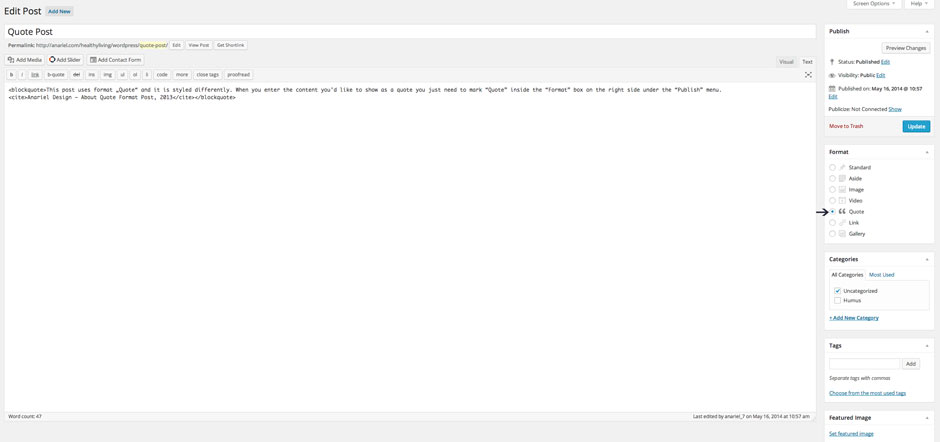 Screen Options
Help
Edit Post Add New
Quote Post
Permalink: http://anariel.com/healthyliving/wordpress/quote-post/ Edit View Post Get Shortlink
Add Media Add Slider Add Contact Form
Visual Text
b i link b-quote del ins img ul ol li code more close tags proofread
<blockquote>This post uses format „Quote" and it is styled differently. When you enter the content you'd like to show as a quote you just need to mark "Quote" inside the "Format" box on the right side under the "Publish" menu.
<cite>Anariel Design – About Quote Format Post, 2013</cite></blockquote>
Word count: 47
Last edited by anariel_7 on May 16, 2014 at 10:57 am
Publish
Preview Changes
Status: Published Edit
Visibility: Public Edit
Published on: May 16, 2014 @ 10:57
Edit
Publicize: Not Connected Show
Move to Trash
Update
Format
Standard
Aside
Image
Video
Quote
Link
Gallery
Categories
All Categories Most Used
Uncategorized
Humus
+ Add New Category
Tags
Add
Separate tags with commas
Choose from the most used tags
Featured Image
Set featured image